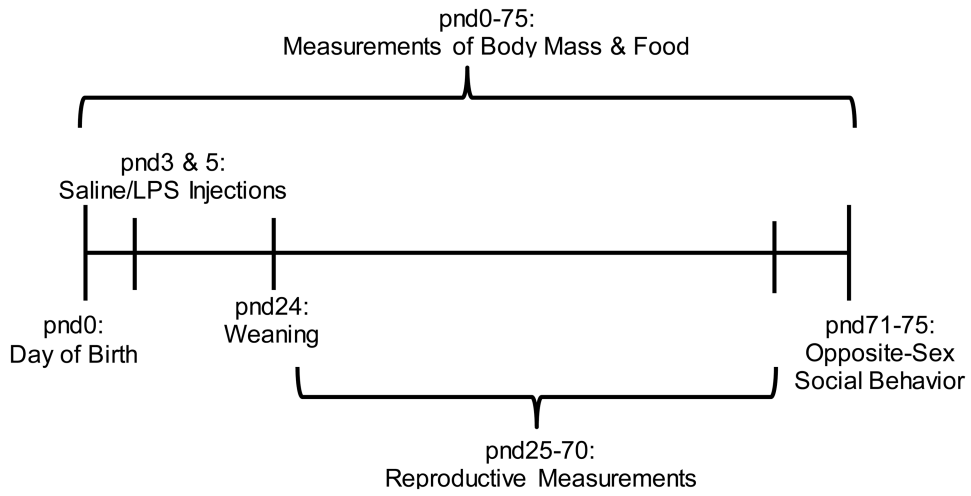 pnd0-75:
Measurements of Body Mass & Food
pnd3 & 5:
Saline/LPS Injections
pnd0:
Day of Birth
pnd24:
Weaning
pnd71-75:
Opposite-Sex
Social Behavior
pnd25-70:
Reproductive Measurements